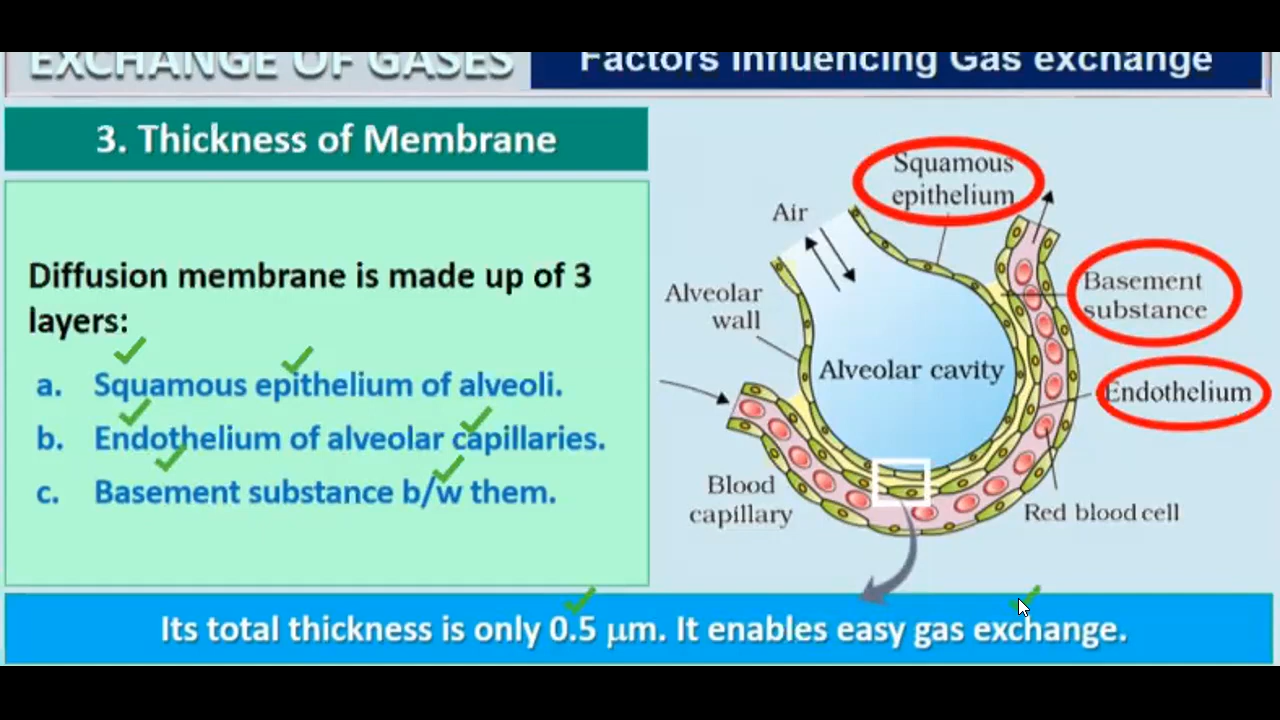 EXCHANGE OF GASES
Factors Influencing Gas exchange
3. Thickness of Membrane
Diffusion membrane is made up of 3
layers:
a. Squamous epithelium of alveoli.
b. Endothelium of alveolar capillaries.
c. Basement substance b/w them.
Squamous
epithelium
Air
Basement
substance
Alveolar
wall
Alveolar cavity
Endothelium
Blood
capillary
Red blood cell
Its total thickness is only 0.5 μm. It enables easy gas exchange.